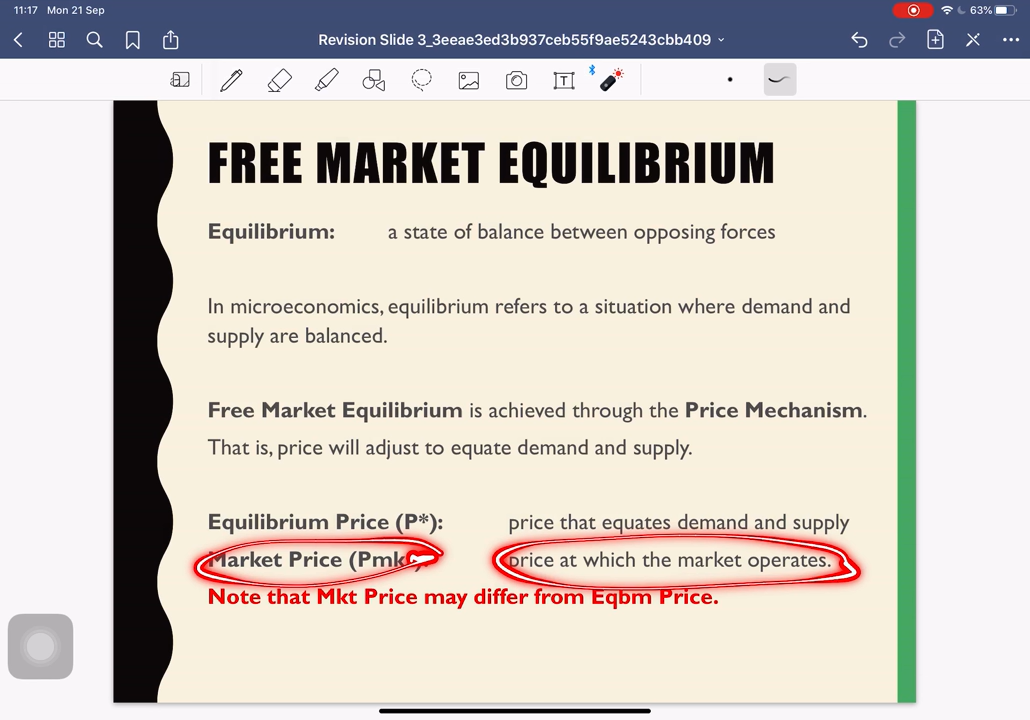 11:17 Mon 21 Sep
63%
Revision Slide 3_3eeae3ed3b937ceb55f9ae5243cbb409
T
FREE MARKET EQUILIBRIUM
Equilibrium: a state of balance between opposing forces
In microeconomics, equilibrium refers to a situation where demand and
supply are balanced.
Free Market Equilibrium is achieved through the Price Mechanism.
That is, price will adjust to equate demand and supply.
Equilibrium Price (P*): price that equates demand and supply
Market Price (Pmk price at which the market operates.
Note that Mkt Price may differ from Eqbm Price.